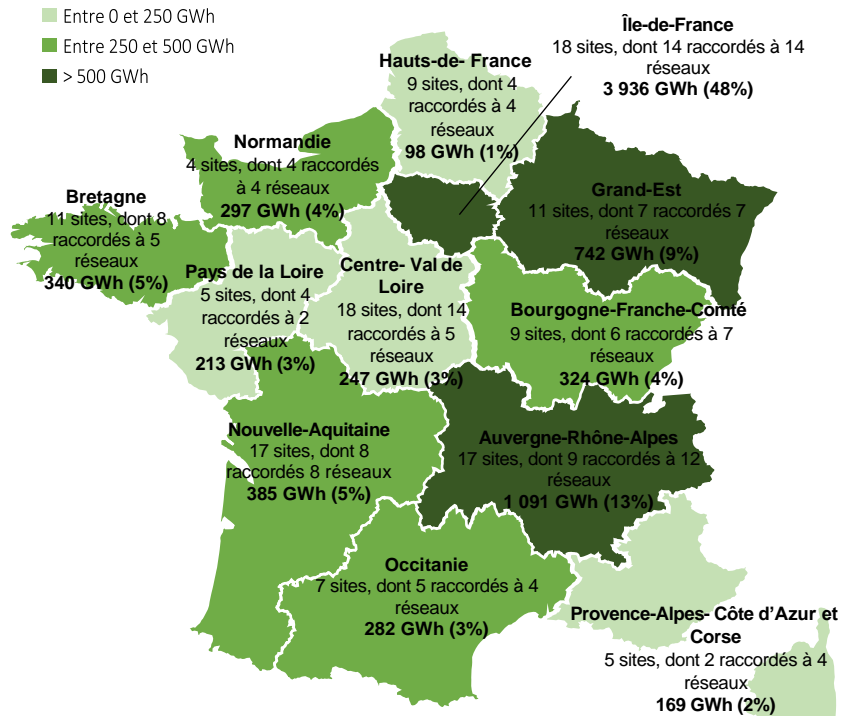 Entre 0 et 250 GWh
Entre 250 et 500 GWh
> 500 GWh
Île-de-France
18 sites, dont 14 raccordés à 14
réseaux
3 936 GWh (48%)
Hauts-de- France
9 sites, dont 4
raccordés à 4
réseaux
98 GWh (1%)
Normandie
4 sites, dont 4 raccordés
à 4 réseaux
297 GWh (4%)
Grand-Est
11 sites, dont 7 raccordés 7
réseaux
742 GWh (9%)
Bretagne
11 sites, dont 8
raccordés à 5
réseaux
340 GWh (5%)
Pays de la Loire
5 sites, dont 4
raccordés à 2
réseaux
213 GWh (3%)
Centre- Val de
Loire
18 sites, dont 14
raccordés à 5
réseaux
247 GWh (3%)
Bourgogne-Franche-Comté
9 sites, dont 6 raccordés à 7
réseaux
324 GWh (4%)
Nouvelle-Aquitaine
17 sites, dont 8
raccordés 8 réseaux
385 GWh (5%)
Auvergne-Rhône-Alpes
17 sites, dont 9 raccordés à 12
réseaux
1 091 GWh (13%)
Occitanie
7 sites, dont 5 raccordés à 4
réseaux
282 GWh (3%)
Provence-Alpes- Côte d'Azur et
Corse
5 sites, dont 2 raccordés à 4
réseaux
169 GWh (2%)